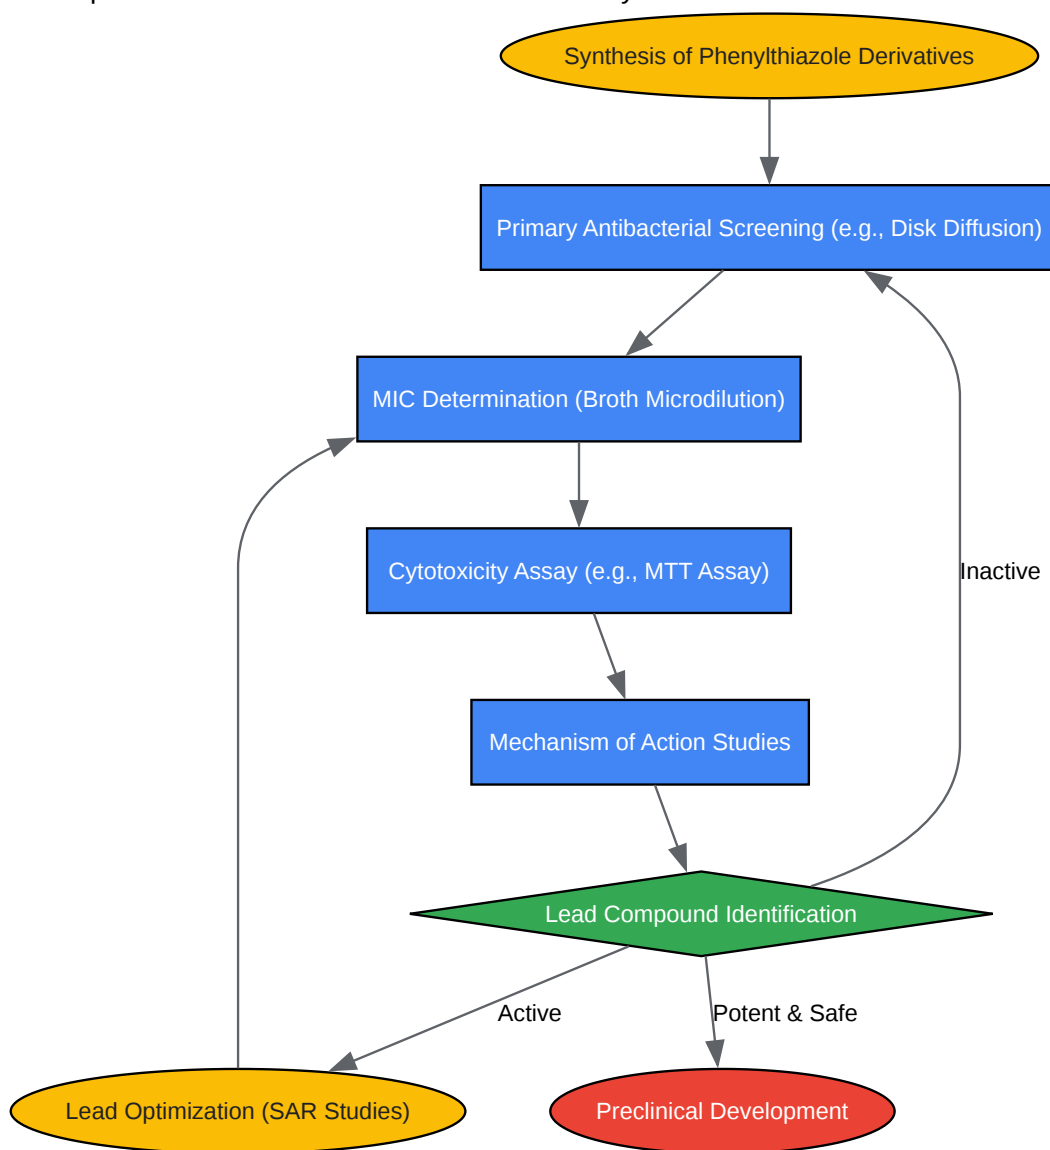 Synthesis of Phenylthiazole Derivatives
Primary Antibacterial Screening (e.g., Disk Diffusion)
MIC Determination (Broth Microdilution)
Cytotoxicity Assay (e.g., MTT Assay)
Inactive
Mechanism of Action Studies
Lead Compound Identification
Active
Potent & Safe
Lead Optimization (SAR Studies)
Preclinical Development